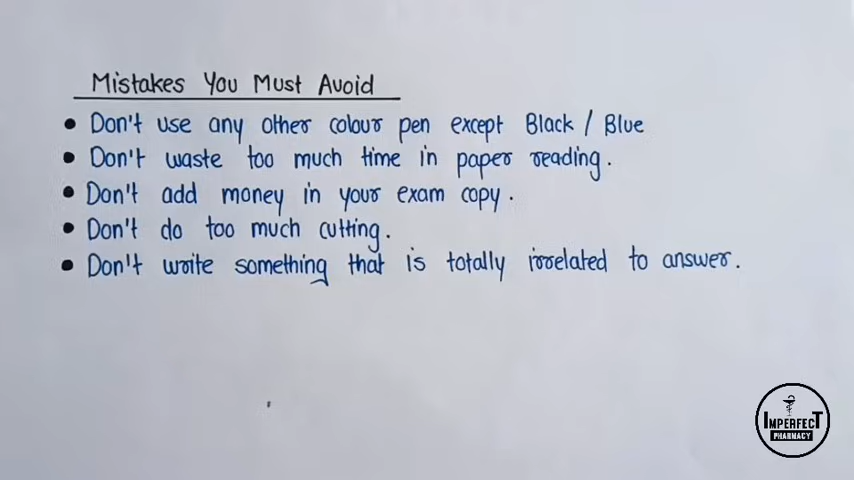 Mistakes You Must Avoid
• Don't use any other colour pen except Black / Blue
• Don't waste too much time in paper reading.
• Don't add money in your exam copy.
• Don't do too much cutting.
• Don't write something that is totally irrelated to answer.
IMPERFECT
PHARMACY